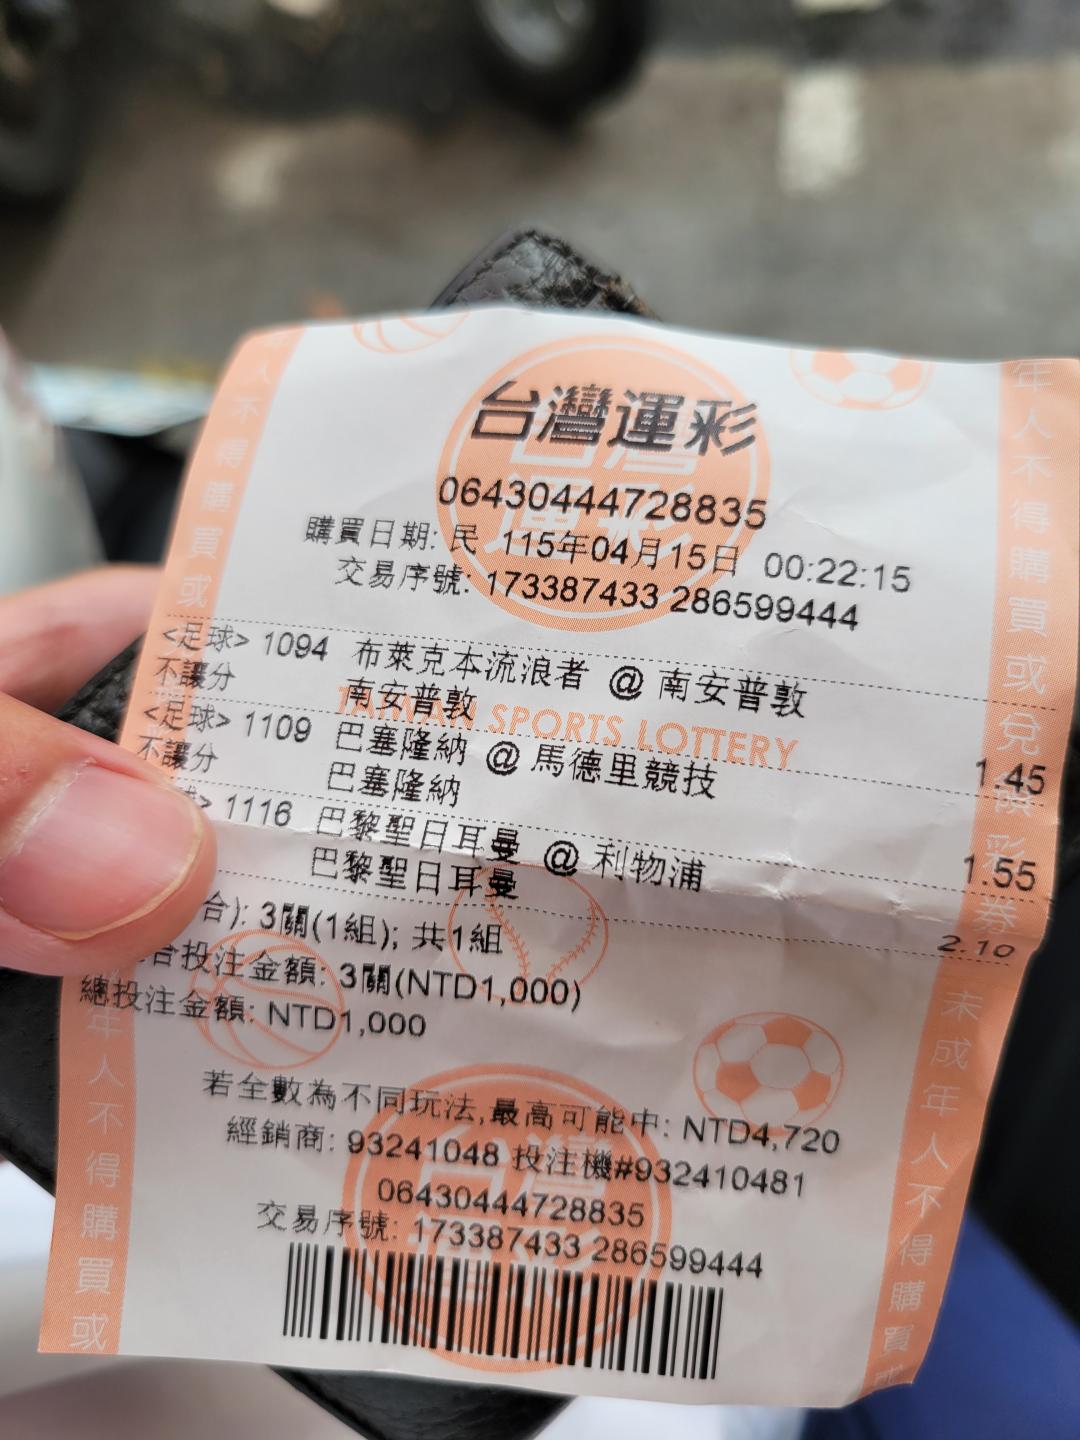 台灣運彩
06430444728835
購買日期: 民 115年04月15日 00:22:15
交易序號: 173387433 286599444
<足球> 1094 布萊克本流浪者 @ 南安普敦
不讓分 南安普敦 1.45
TAIWAN SPORTS LOTTERY
<足球> 1109 巴塞隆納 @ 馬德里競技
不讓分 巴塞隆納 1.55
> 1116 巴黎聖日耳曼 @ 利物浦
巴黎聖日耳曼 2.10
合): 3關(1組); 共1組
合投注金額: 3關(NTD1,000)
總投注金額: NTD1,000
若全數為不同玩法,最高可能中: NTD4,720
經銷商: 93241048 投注機#932410481
06430444728835
交易序號: 173387433 286599444
人不得購買或
年人不得購買或
年人不得購買或兌領彩券
未成年人不得購買或